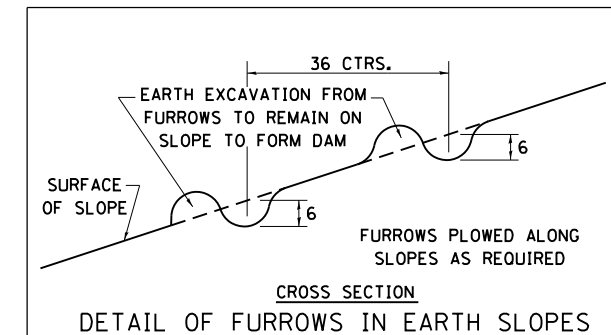 36 CTRS.
EARTH EXCAVATION FROM
FURROWS TO REMAIN ON
SLOPE TO FORM DAM
6
SURFACE
OF SLOPE
6
FURROWS PLOWED ALONG
SLOPES AS REQUIRED
CROSS SECTION
DETAIL OF FURROWS IN EARTH SLOPES